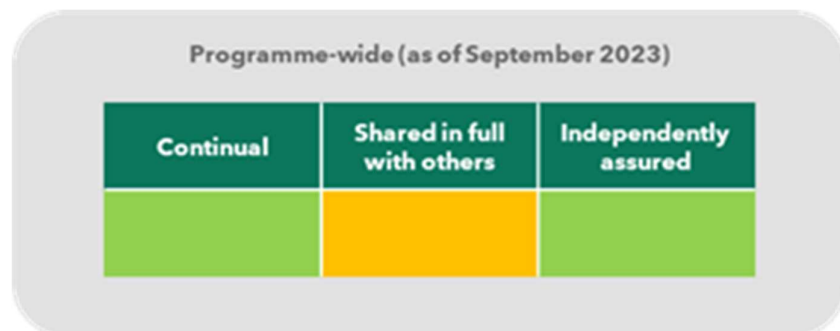 Programme-wide (as of September 2023)
Continual
Shared in full
with others
Independently
assured